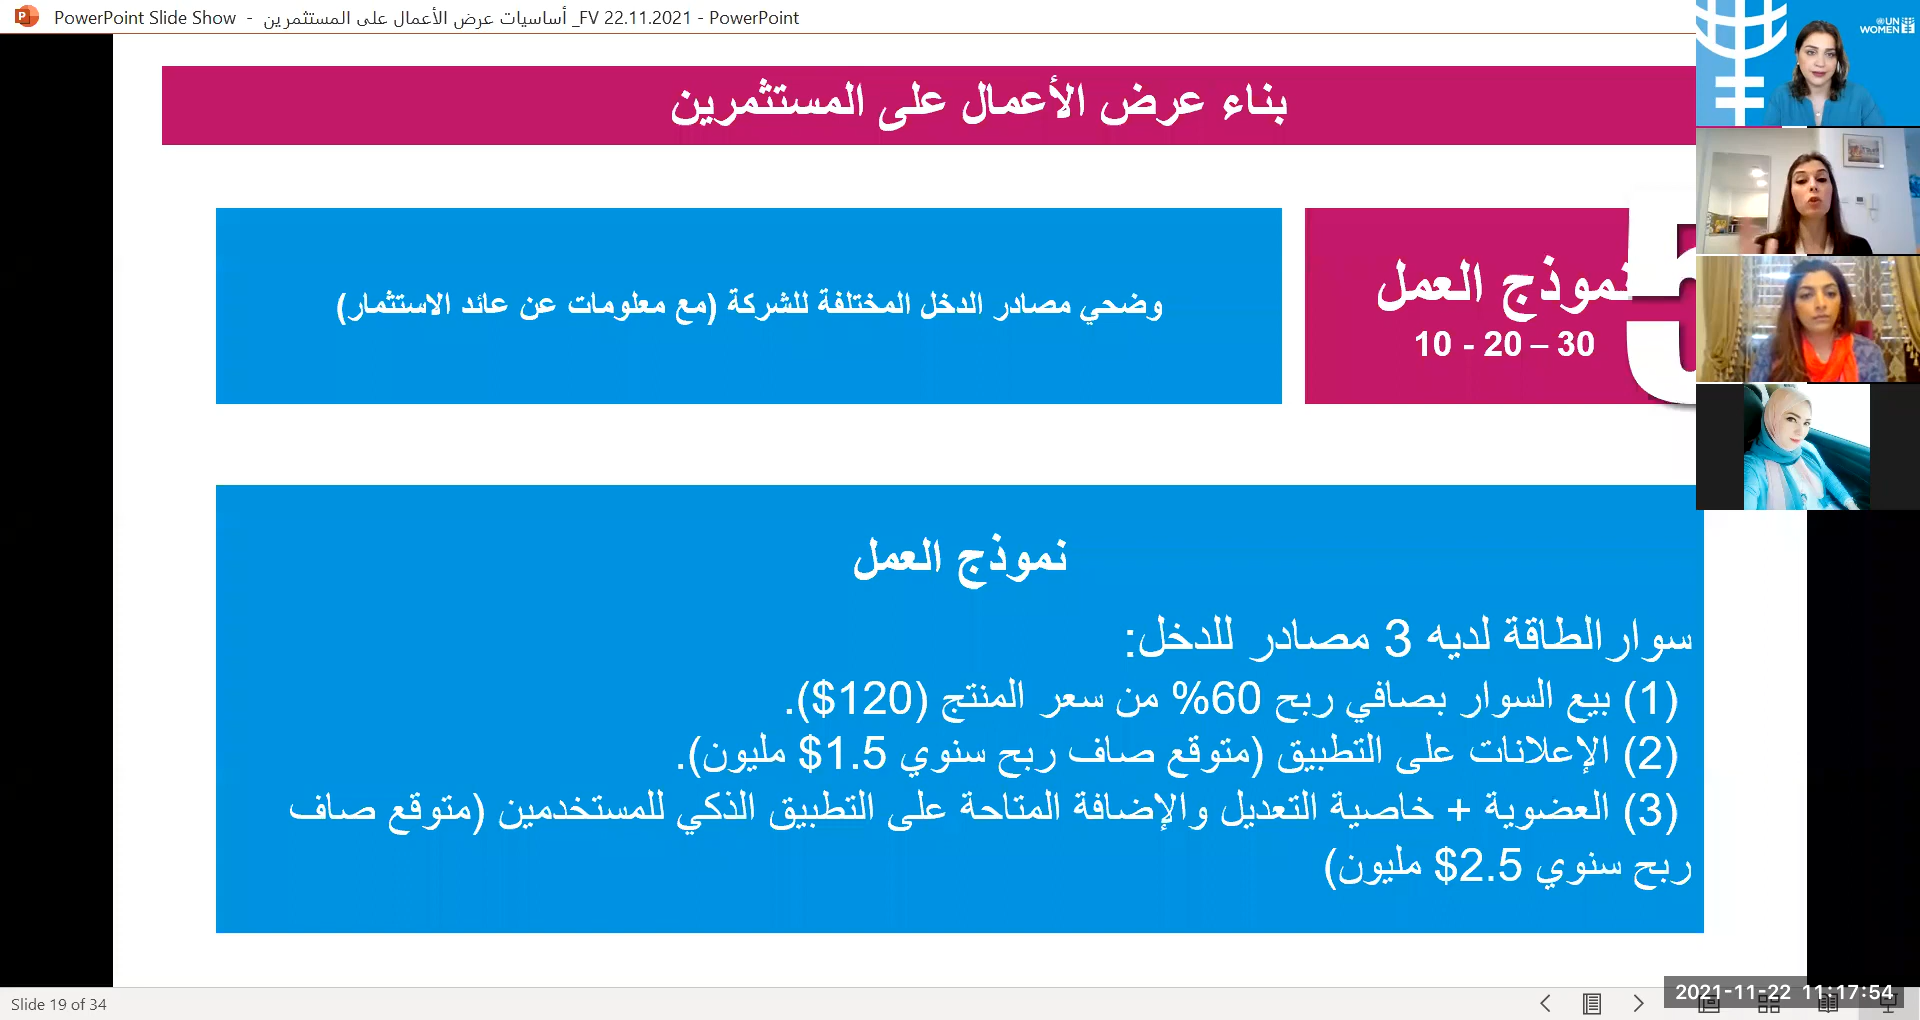 PowerPoint Slide Show - أساسيات عرض الأعمال على المستثمرين _FV 22.11.2021 - PowerPoint
UN
WOMEN
بناء عرض الأعمال على المستثمرين
5
نموذج العمل
10 - 20 – 30
وضحي مصادر الدخل المختلفة للشركة (مع معلومات عن عائد الاستثمار)
نموذج العمل
سوارالطاقة لديه 3 مصادر للدخل:
(1) بيع السوار بصافي ربح 60% من سعر المنتج (120$).
(2) الإعلانات على التطبيق (متوقع صاف ربح سنوي 1.5$ مليون).
(3) العضوية + خاصية التعديل والإضافة المتاحة على التطبيق الذكي للمستخدمين (متوقع صاف
ربح سنوي 2.5$ مليون)
Slide 19 of 34
2021-11-22 11:17:54